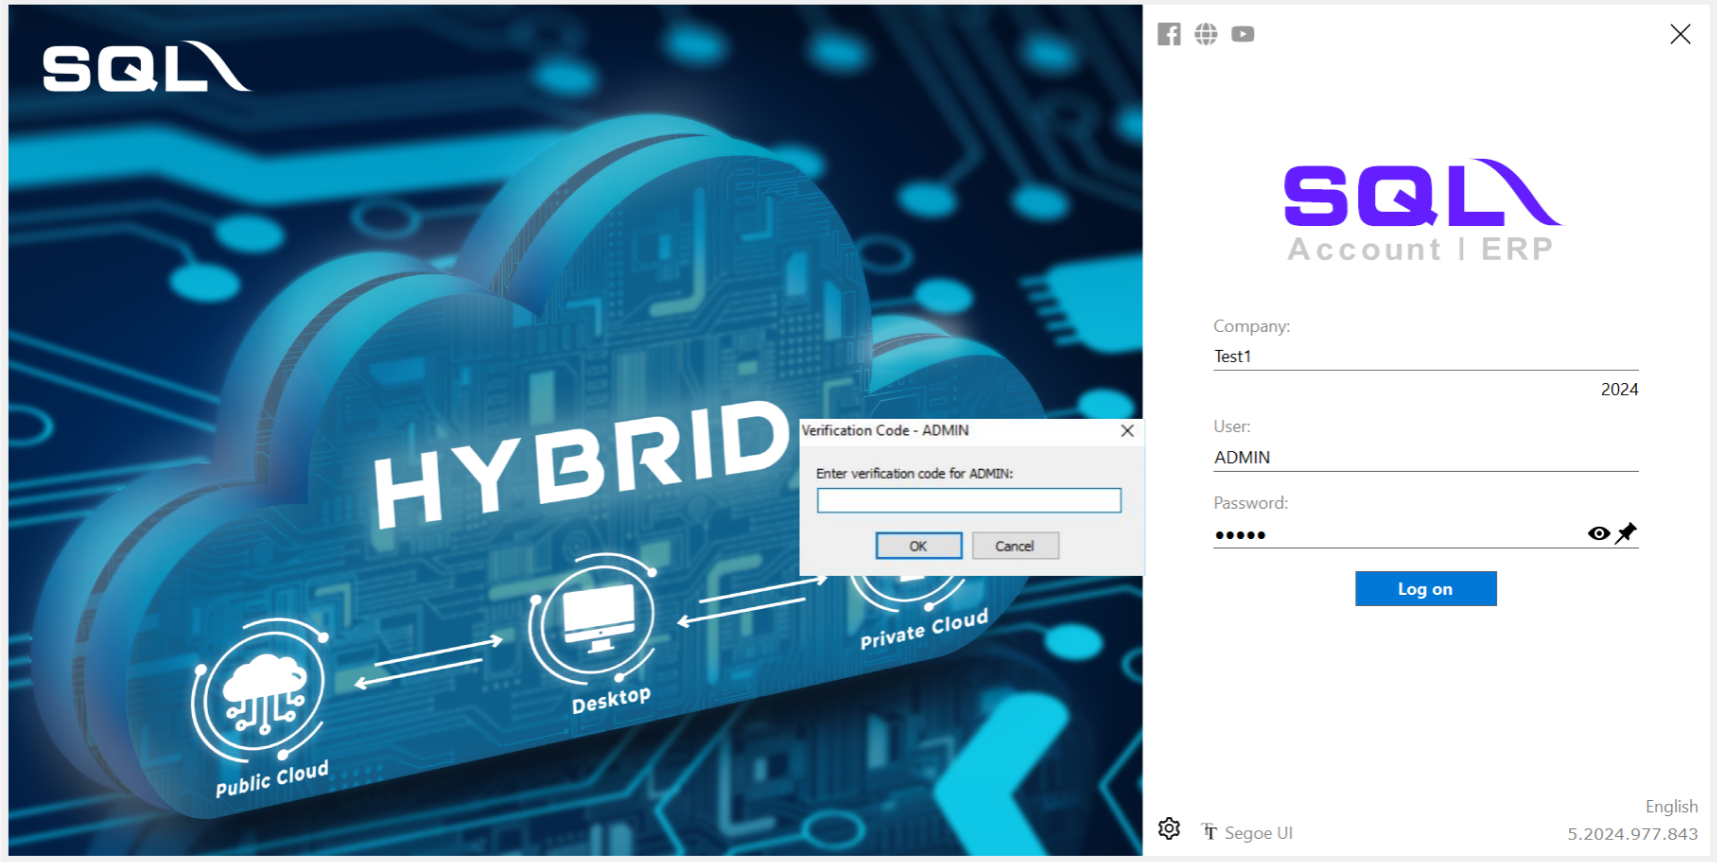 SQL
HYBRID
Public Cloud
Desktop
Private Cloud
Verification Code - ADMIN
Enter verification code for ADMIN:
OK
Cancel
SQL
Account | ERP
Company:
Test1
2024
User:
ADMIN
Password:
●●●●●
Log on
English
TT Segoe UI
5.2024.977.843